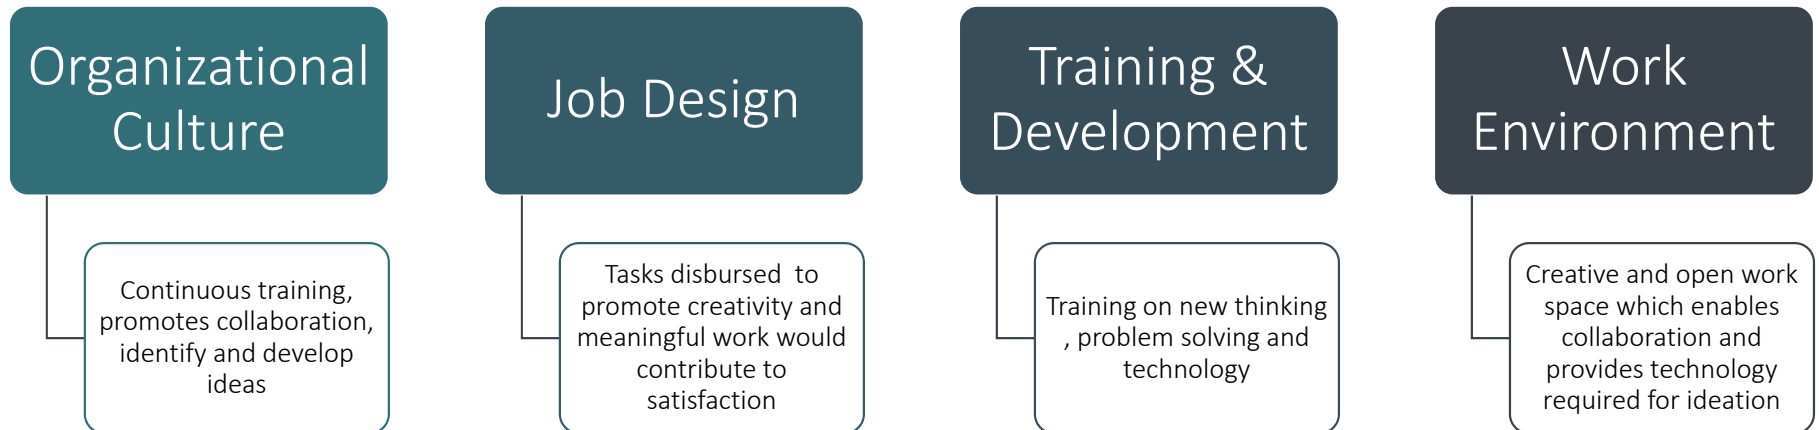 Organizational
Culture
Job Design
Training &
Development
Work
Environment
Continuous training,
promotes collaboration,
identify and develop
ideas
Tasks disbursed  to
promote creativity and
meaningful work would
contribute to
satisfaction
Training on new thinking
, problem solving and
technology
Creative and open work
space which enables
collaboration and
provides technology
required for ideation